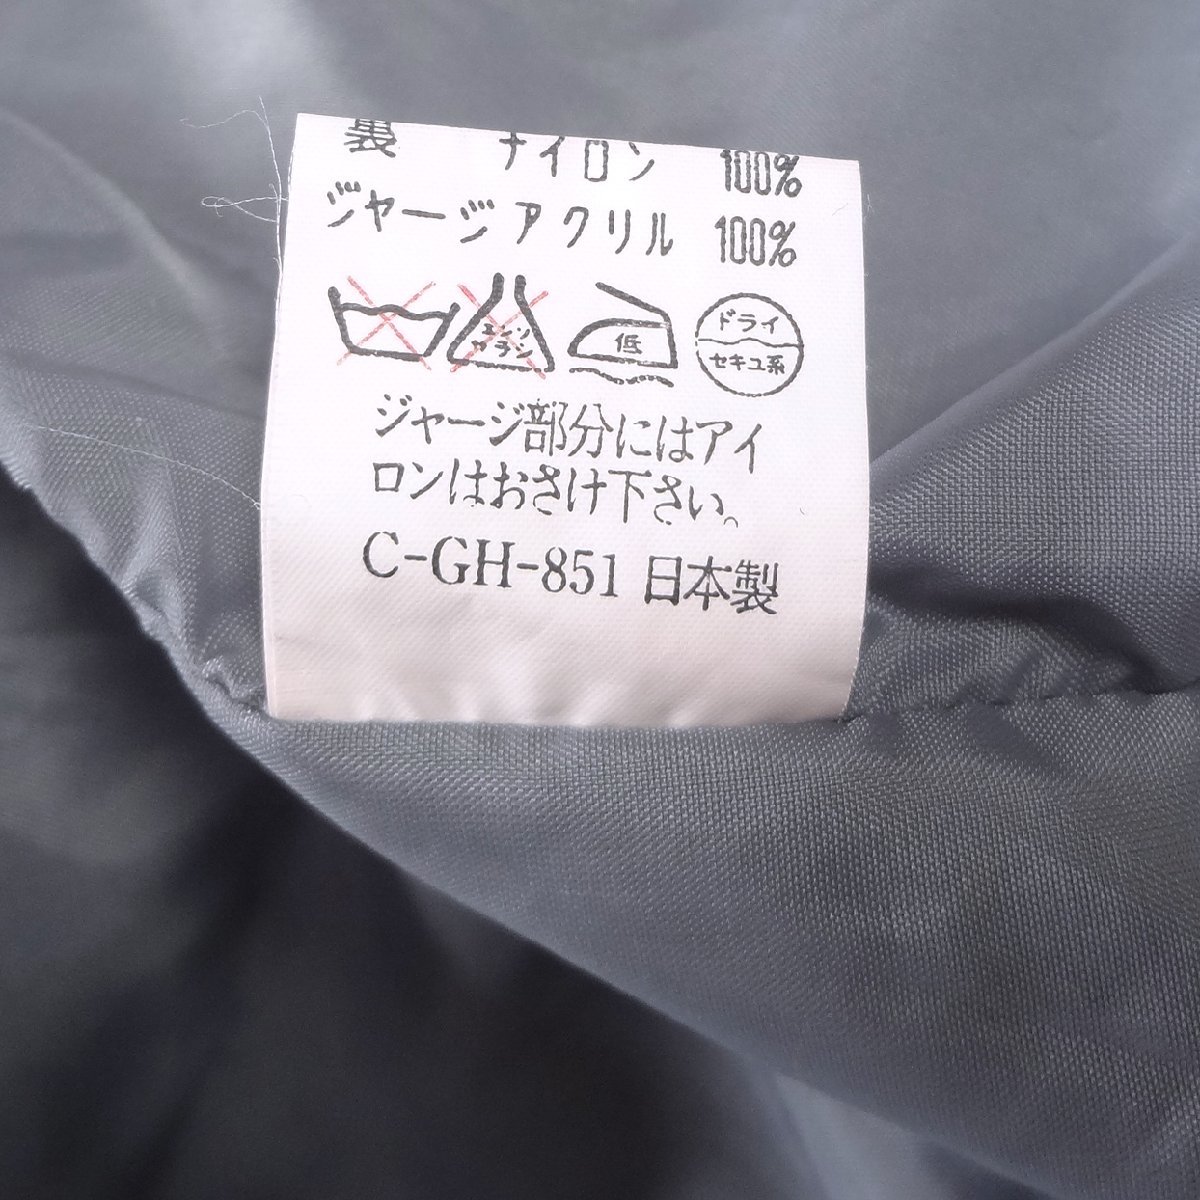 裏 ナイロン 100%
ジャージアクリル 100%
エンソ
サラシ
低
ドライ
セキユ系
ジャージ部分にはアイ
ロンはおさけ下さい。
C-GH-851 日本製